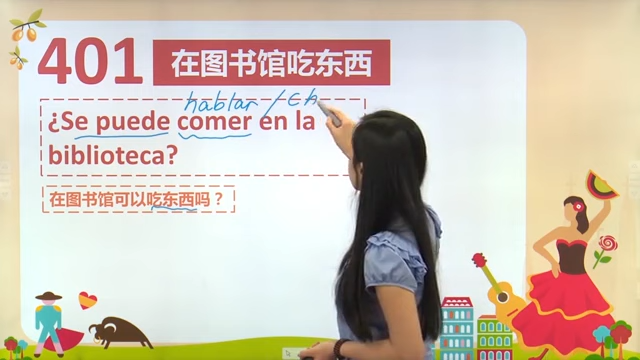 401
在图书馆吃东西
hablar / ch
¿Se puede comer en la
biblioteca?
在图书馆可以吃东西吗？